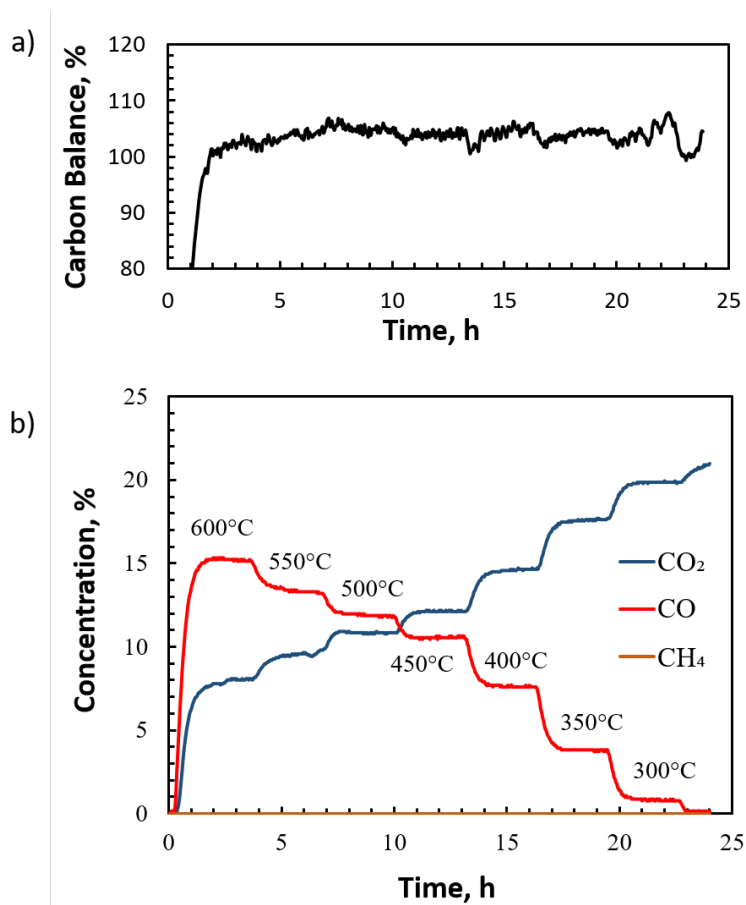 a)
Carbon Balance, %
120
110
100
90
80
0 5 10 15 20 25
Time, h
b)
Concentration, %
25
20
15
10
5
0
600°C
550°C
500°C
450°C
400°C
350°C
300°C
CO₂
CO
CH₄
0 5 10 15 20 25
Time, h